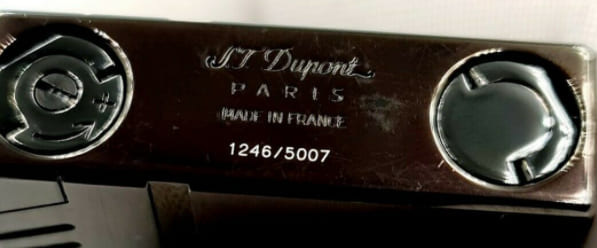 S.T. Dupont
PARIS
MADE IN FRANCE
1246/5007